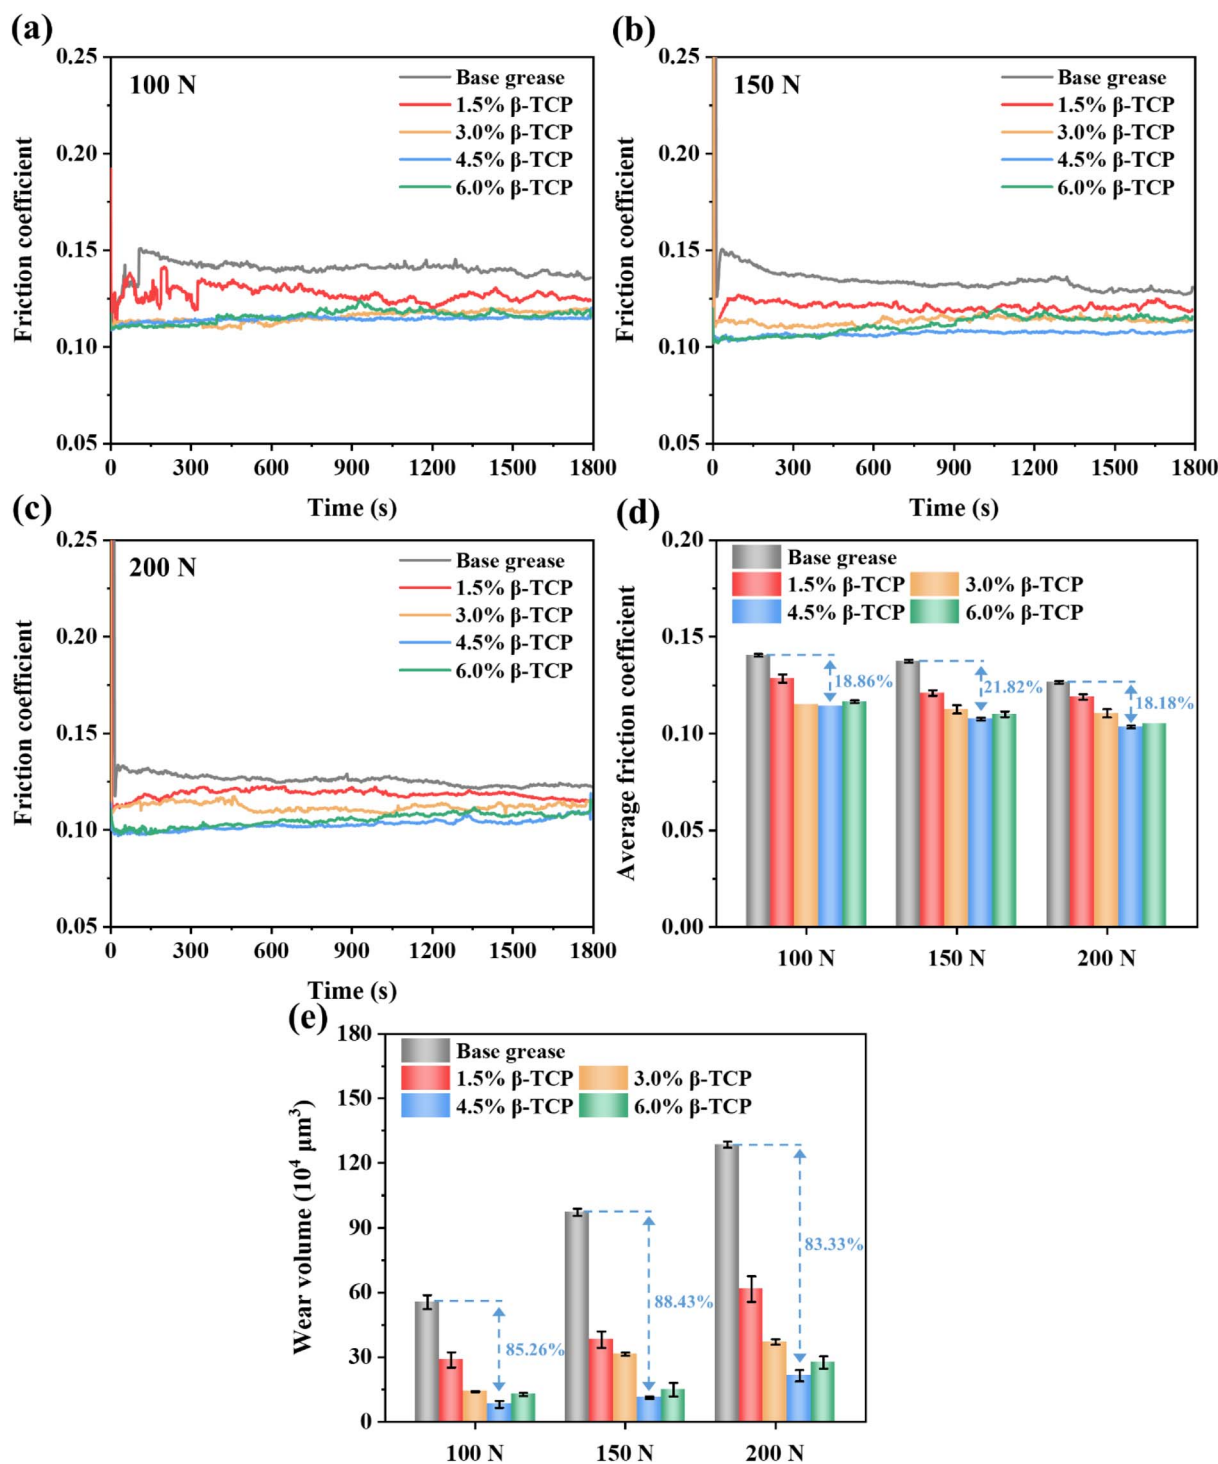 (a)
0.25
0.20
0.15
0.10
0.05
Friction coefficient
100 N
Base grease
1.5% β-TCP
3.0% β-TCP
4.5% β-TCP
6.0% β-TCP
0 300 600 900 1200 1500 1800
Time (s)
(b)
0.25
0.20
0.15
0.10
0.05
Friction coefficient
150 N
Base grease
1.5% β-TCP
3.0% β-TCP
4.5% β-TCP
6.0% β-TCP
0 300 600 900 1200 1500 1800
Time (s)
(c)
0.25
0.20
0.15
0.10
0.05
Friction coefficient
200 N
Base grease
1.5% β-TCP
3.0% β-TCP
4.5% β-TCP
6.0% β-TCP
0 300 600 900 1200 1500 1800
Time (s)
(d)
0.20
0.15
0.10
0.05
0.00
Average friction coefficient
Base grease
1.5% β-TCP 3.0% β-TCP
4.5% β-TCP 6.0% β-TCP
18.86%
21.82%
18.18%
100 N 150 N 200 N
(e)
180
150
120
90
60
30
0
Wear volume (10⁴ μm³)
Base grease
1.5% β-TCP 3.0% β-TCP
4.5% β-TCP 6.0% β-TCP
85.26%
88.43%
83.33%
100 N 150 N 200 N